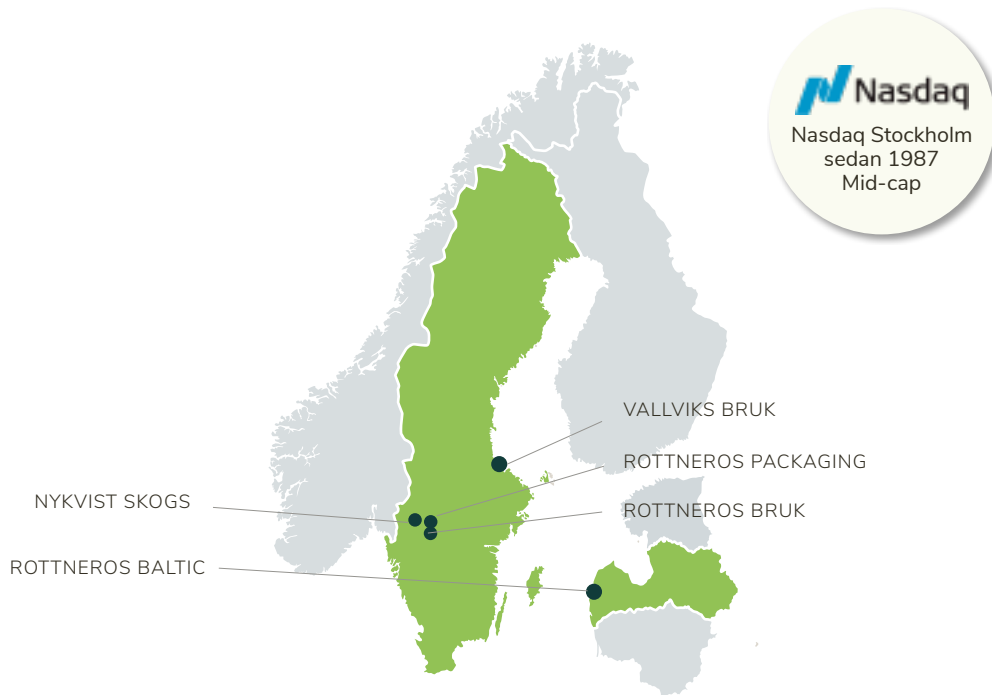 Nasdaq
Nasdaq Stockholm
sedan 1987
Mid-cap
VALLVIKS BRUK
ROTTNEROS PACKAGING
NYKVIST SKOGS
ROTTNEROS BRUK
ROTTNEROS BALTIC